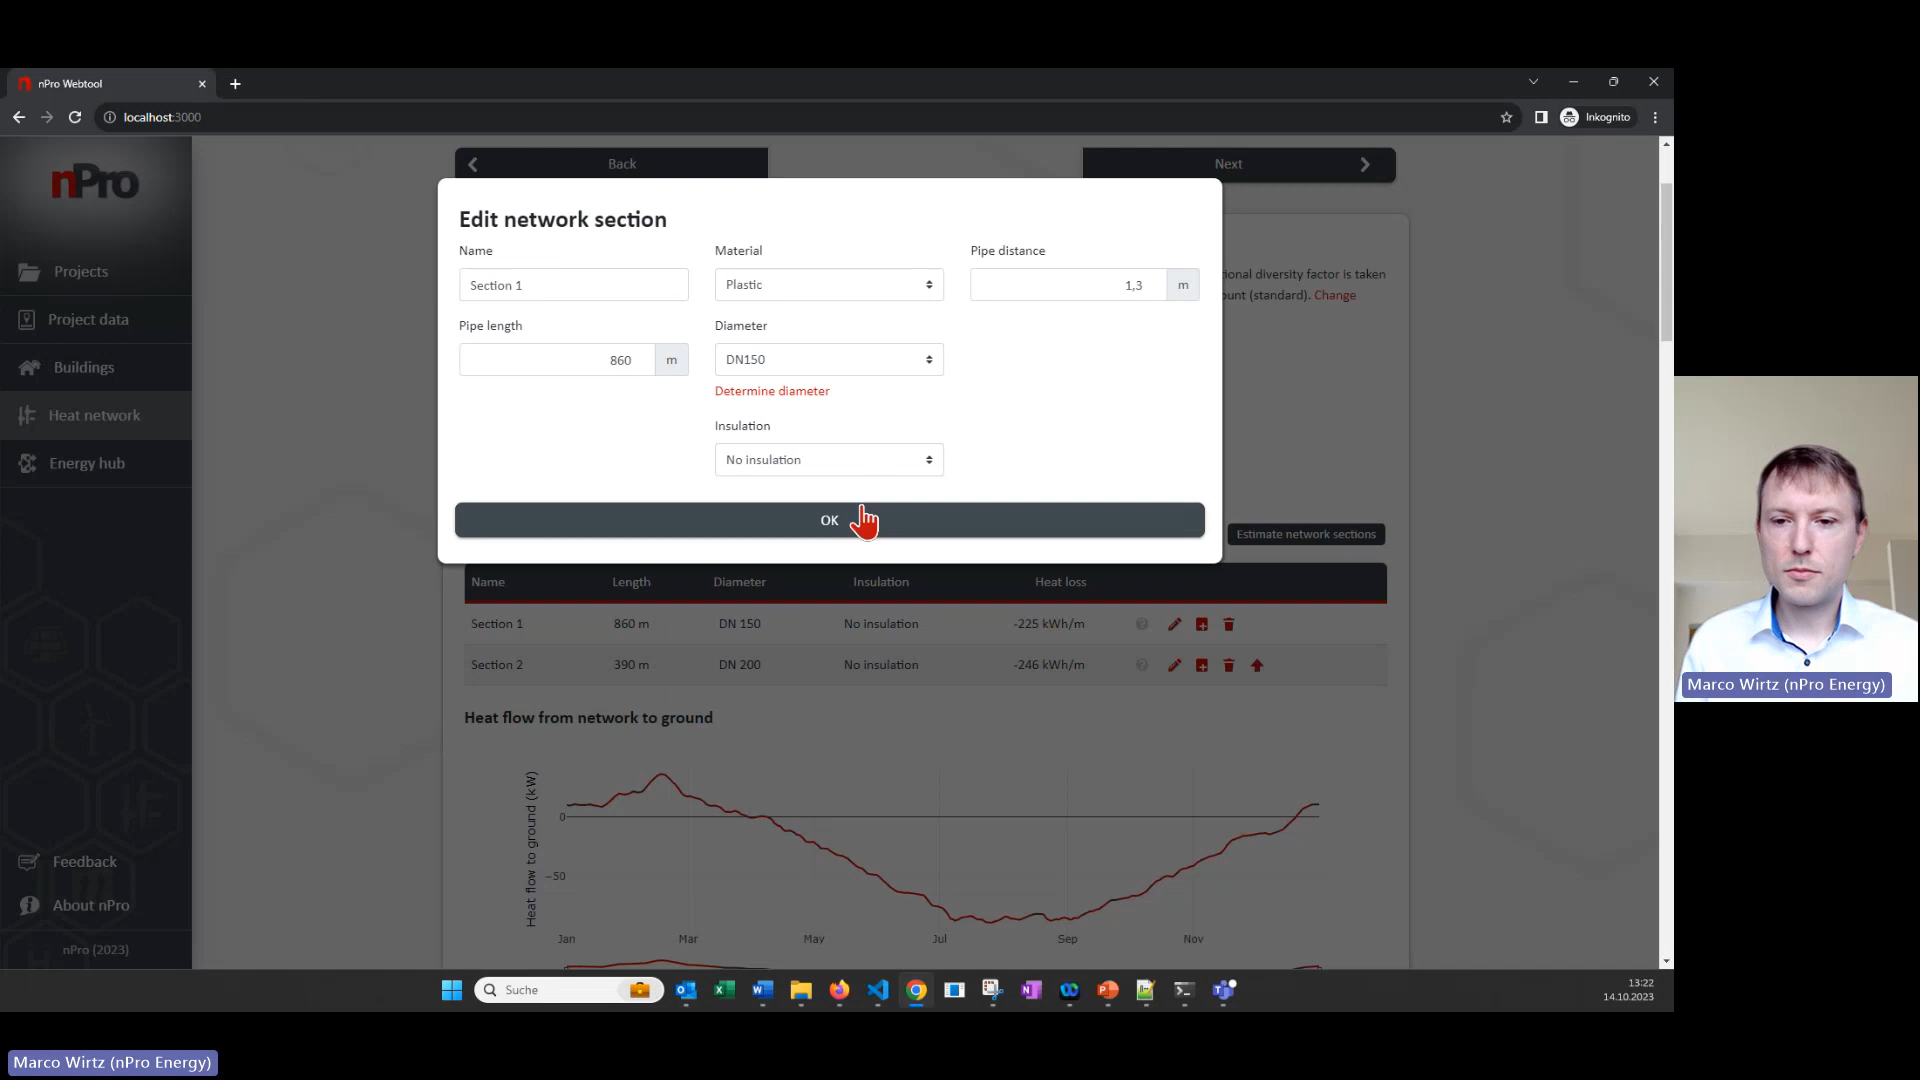 nPro Webtool
localhost:3000
Inkognito
nPro
Projects
Project data
Buildings
Heat network
Energy hub
Feedback
About nPro
nPro (2023)
Back
Next
Edit network section
Name
Material
Pipe distance
Section 1
Plastic
1,3
m
Pipe length
Diameter
860
m
DN150
Determine diameter
Insulation
No insulation
OK
ional diversity factor is taken
ount (standard). Change
Estimate network sections
Name Length Diameter Insulation Heat loss
Section 1 860 m DN 150 No insulation -225 kWh/m
Section 2 390 m DN 200 No insulation -246 kWh/m
Heat flow from network to ground
Heat flow to ground (kW)
0
−50
Jan Mar May Jul Sep Nov
Suche
13:22
14.10.2023
Marco Wirtz (nPro Energy)
Marco Wirtz (nPro Energy)